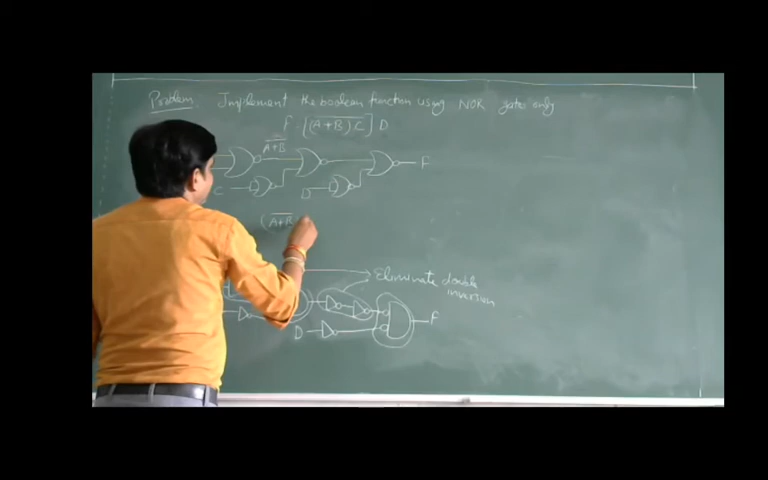 Problem Implement the boolean function using NOR gates only
F = [(A+B) C] D
A+B
F
C
D
(A+B
Eliminate double
inversion
D
F